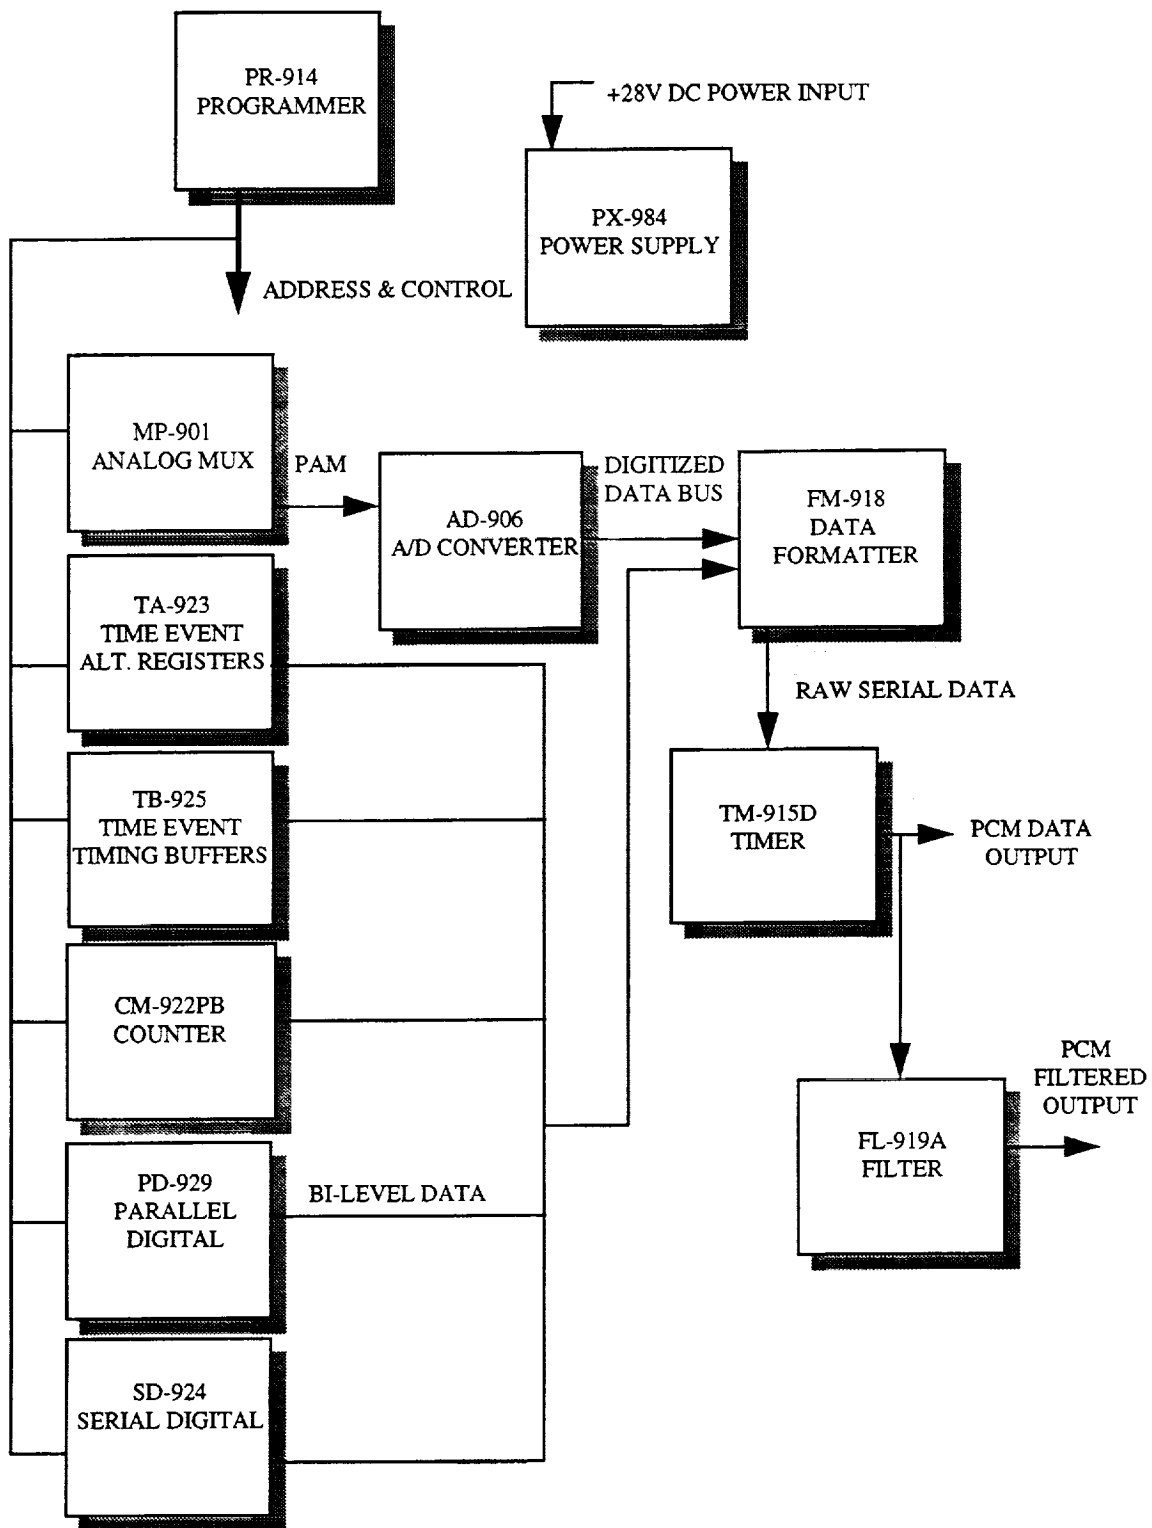 PR-914
PROGRAMMER
+28V DC POWER INPUT
PX-984
POWER SUPPLY
ADDRESS & CONTROL
MP-901
ANALOG MUX
PAM
AD-906
A/D CONVERTER
DIGITIZED
DATA BUS
FM-918
DATA
FORMATTER
TA-923
TIME EVENT
ALT. REGISTERS
RAW SERIAL DATA
TB-925
TIME EVENT
TIMING BUFFERS
TM-915D
TIMER
PCM DATA
OUTPUT
CM-922PB
COUNTER
PCM
FILTERED
OUTPUT
FL-919A
FILTER
PD-929
PARALLEL
DIGITAL
BI-LEVEL DATA
SD-924
SERIAL DIGITAL